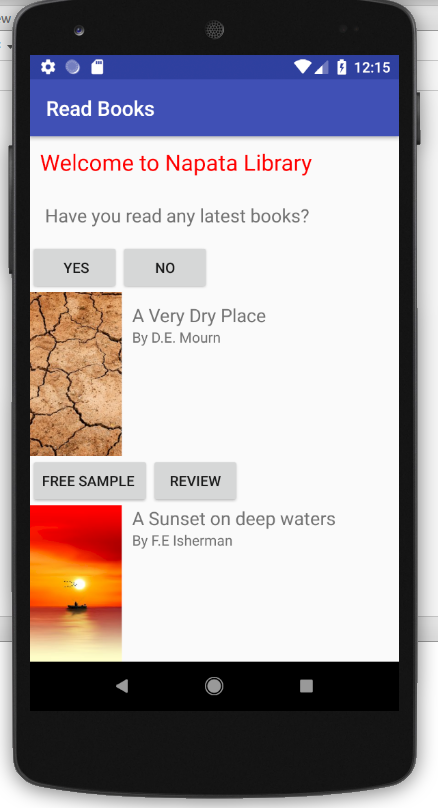 ew
12:15
Read Books
Welcome to Napata Library
Have you read any latest books?
YES NO
A Very Dry Place
By D.E. Mourn
FREE SAMPLE REVIEW
A Sunset on deep waters
By F.E Isherman